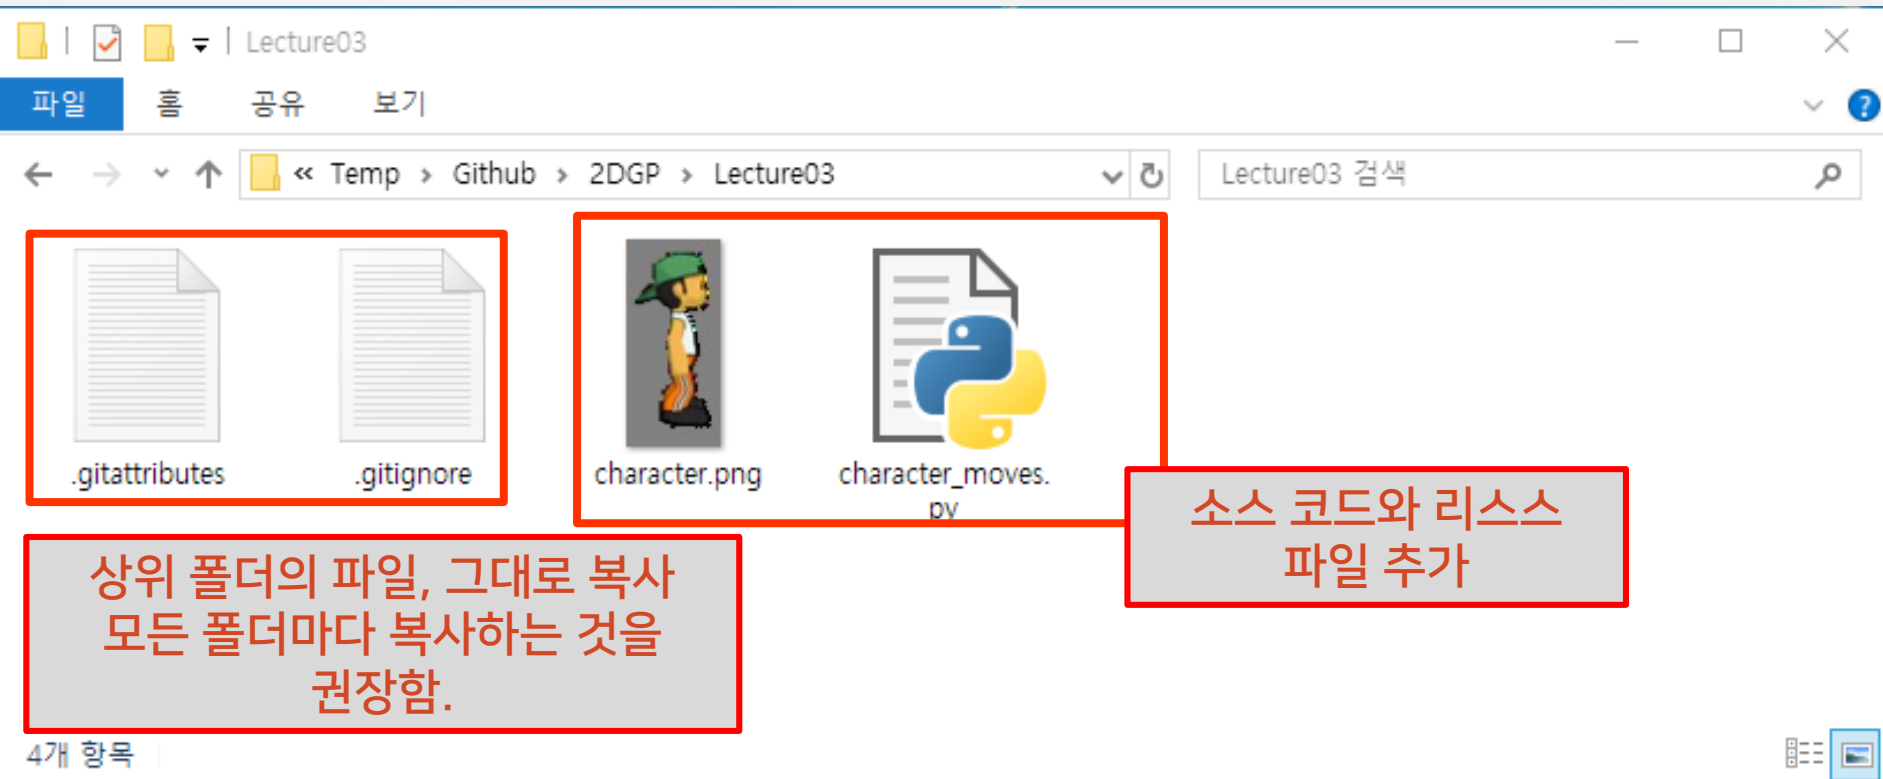 Lecture03
파일 홈 공유 보기
« Temp › Github › 2DGP › Lecture03
Lecture03 검색
.gitattributes
.gitignore
character.png
character_moves.
py
소스 코드와 리스스
파일 추가
상위 폴더의 파일, 그대로 복사
모든 폴더마다 복사하는 것을
권장함.
4개 항목